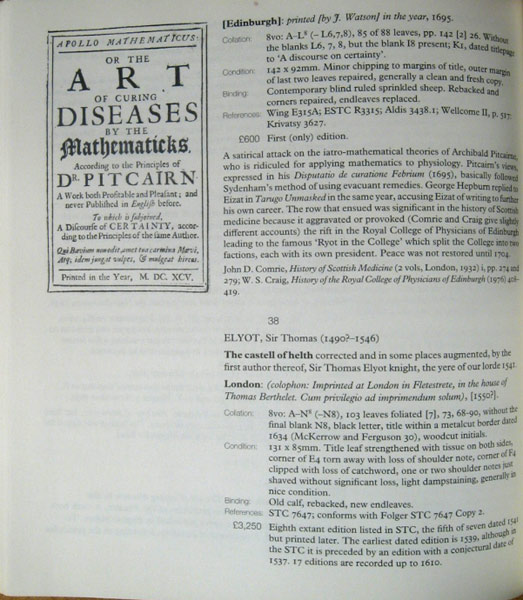 APOLLO MATHEMATICUS:
OR THE
ART
OF CURING
DISEASES
BY THE
Mathematicks.
According to the Principles of
DR. PITCAIRN
A Work both Profitable and Pleasant; and
never Published in English before.
To which is subjoined,
A Discourse of CERTAINTY, accor-
ding to the Principles of the same Author.
Qui Bavium non odit, amet tua carmina Mævi,
Atq; idem jungat vulpes, & mulgeat hircos.
Printed in the Year, M. DC. XCV.
[Edinburgh]: printed [by J. Watson] in the year, 1695.
Collation: 8vo: A–L⁸ (– L6,7,8), 85 of 88 leaves, pp. 142 [2] 26. Without
the blanks L6, 7, 8, but the blank I8 present; K1, dated titlepage
to ‘A discourse on certainty’.
Condition: 142 x 92mm. Minor chipping to margins of title, outer margin
of last two leaves repaired, generally a clean and fresh copy.
Binding: Contemporary blind ruled sprinkled sheep. Rebacked and
corners repaired, endleaves replaced.
References: Wing E315A; ESTC R3315; Aldis 3438.1; Wellcome II, p. 517;
Krivatsy 3627.
£600 First (only) edition.
A satirical attack on the iatro-mathematical theories of Archibald Pitcairne,
who is ridiculed for applying mathematics to physiology. Pitcairn's views,
expressed in his Disputatio de curatione Febrium (1695), basically followed
Sydenham's method of using evacuant remedies. George Hepburn replied to
Eizat in Tarugo Unmasked in the same year, accusing Eizat of writing to further
his own career. The row that ensued was significant in the history of Scottish
medicine because it aggravated or provoked (Comrie and Craig give slightly
different accounts) the rift in the Royal College of Physicians of Edinburgh
leading to the famous ‘Ryot in the College’ which split the College into two
factions, each with its own president. Peace was not restored until 1704.
John D. Comrie, History of Scottish Medicine (2 vols, London, 1932) i, pp. 274 and
279; W. S. Craig, History of the Royal College of Physicians of Edinburgh (1976) pp. 418-
419.
38
ELYOT, Sir Thomas (1490?–1546)
The castell of helth corrected and in some places augmented, by the
first author thereof, Sir Thomas Elyot knight, the yere of our lorde 1541.
London: (colophon: Imprinted at London in Fletestrete, in the house of
Thomas Berthelet. Cum privilegio ad imprimendum solum), [1550?].
Collation: 8vo: A–N⁸ (–N8), 103 leaves foliated [7], 73, 68-90, without the
final blank N8, black letter, title within a metalcut border dated
1634 (McKerrow and Ferguson 30), woodcut initials.
Condition: 131 x 85mm. Title leaf strengthened with tissue on both sides,
corner of E4 torn away with loss of shoulder note, corner of F4
clipped with loss of catchword, one or two shoulder notes just
shaved without significant loss, light dampstaining, generally in
nice condition.
Binding: Old calf, rebacked, new endleaves.
References: STC 7647; conforms with Folger STC 7647 Copy 2.
£3,250 Eighth extant edition listed in STC, the fifth of seven dated 1541
but printed later. The earliest dated edition is 1539, although in
the STC it is preceded by an edition with a conjectural date of
1537. 17 editions are recorded up to 1610.